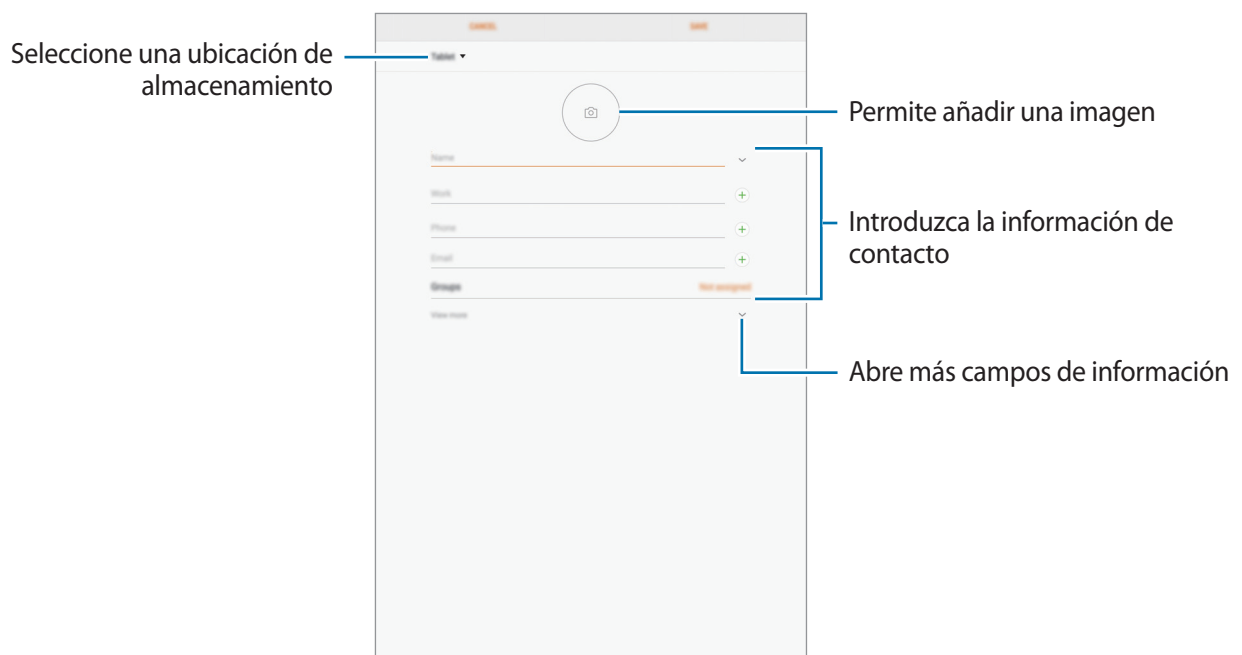 CANCEL
SAVE
Seleccione una ubicación de
almacenamiento
Tablet
Permite añadir una imagen
Name
Work
Phone
Introduzca la información de
contacto
Email
Groups
Not assigned
View more
Abre más campos de información